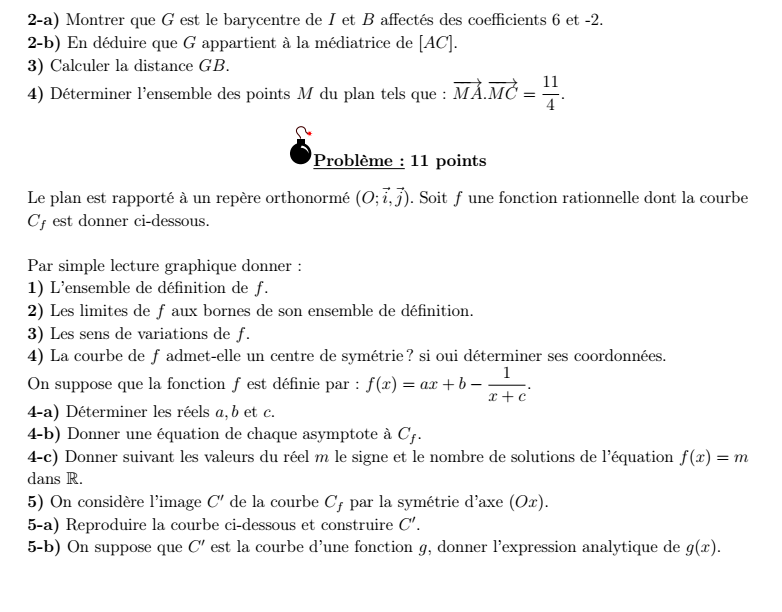 2-a) Montrer que G est le barycentre de I et B affectés des coefficients 6 et -2.
2-b) En déduire que G appartient à la médiatrice de [AC].
3) Calculer la distance GB.
4) Déterminer l'ensemble des points M du plan tels que : $\overrightarrow{MA}.\overrightarrow{MC} = \frac{11}{4}$.
Problème : 11 points
Le plan est rapporté à un repère orthonormé $(O; \vec{i}, \vec{j})$. Soit f une fonction rationnelle dont la courbe
$C_f$ est donner ci-dessous.
Par simple lecture graphique donner :
1) L'ensemble de définition de f.
2) Les limites de f aux bornes de son ensemble de définition.
3) Les sens de variations de f.
4) La courbe de f admet-elle un centre de symétrie ? si oui déterminer ses coordonnées.
On suppose que la fonction f est définie par : $f(x) = ax + b - \frac{1}{x + c}$.
4-a) Déterminer les réels a, b et c.
4-b) Donner une équation de chaque asymptote à $C_f$.
4-c) Donner suivant les valeurs du réel m le signe et le nombre de solutions de l'équation f(x) = m
dans ℝ.
5) On considère l'image C′ de la courbe $C_f$ par la symétrie d'axe (Ox).
5-a) Reproduire la courbe ci-dessous et construire C′.
5-b) On suppose que C′ est la courbe d'une fonction g, donner l'expression analytique de g(x).